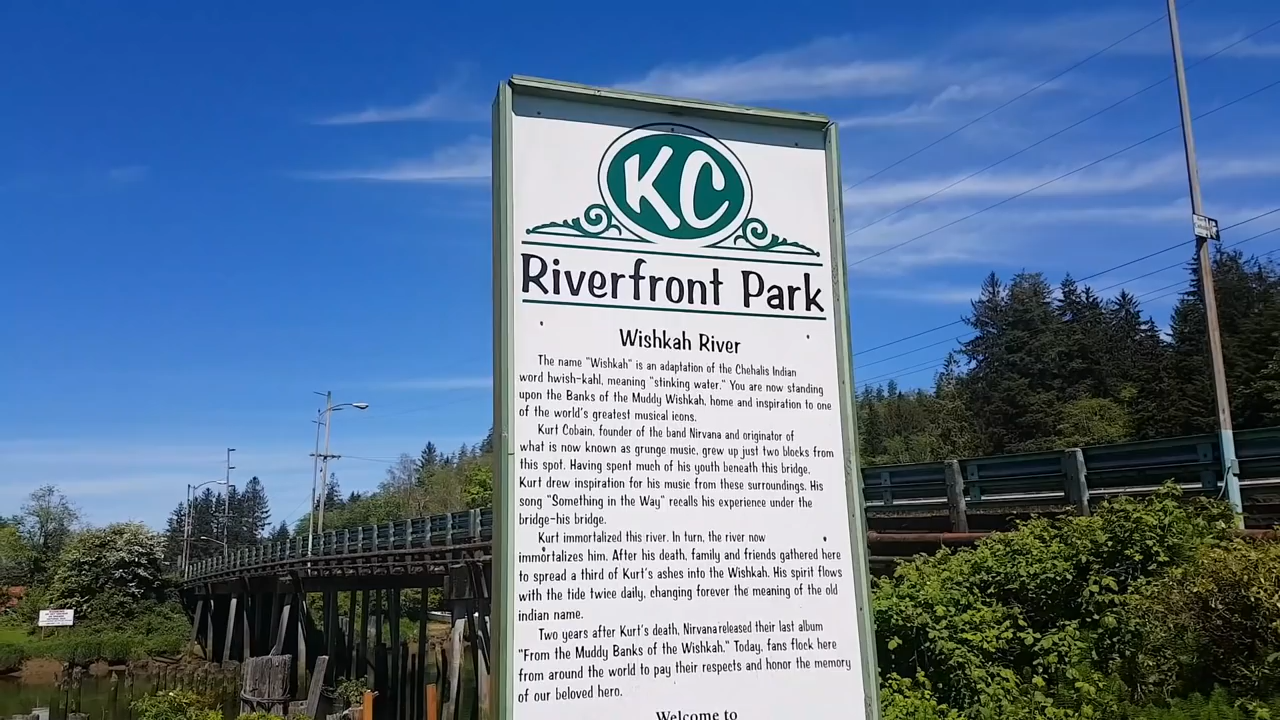 KC
Riverfront Park
Wishkah River
The name "Wishkah" is an adaptation of the Chehalis Indian
word hwish-kahl, meaning "stinking water." You are now standing
upon the Banks of the Muddy Wishkah, home and inspiration to one
of the world's greatest musical icons.
Kurt Cobain, founder of the band Nirvana and originator of
what is now known as grunge music, grew up just two blocks from
this spot. Having spent much of his youth beneath this bridge,
Kurt drew inspiration for his music from these surroundings. His
song "Something in the Way" recalls his experience under the
bridge-his bridge.
Kurt immortalized this river. In turn, the river now
immortalizes him. After his death, family and friends gathered here
to spread a third of Kurt's ashes into the Wishkah. His spirit flows
with the tide twice daily, changing forever the meaning of the old
indian name.
Two years after Kurt's death, Nirvana released their last album
"From the Muddy Banks of the Wishkah." Today, fans flock here
from around the world to pay their respects and honor the memory
of our beloved hero.
Welcome to